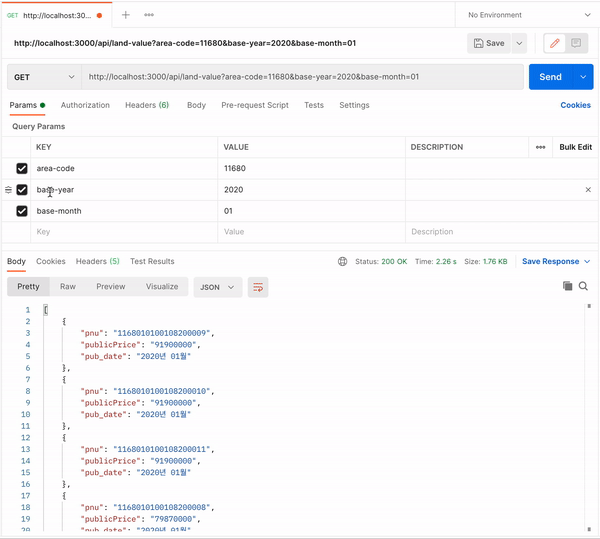 GET http://localhost:30...
No Environment
http://localhost:3000/api/land-value?area-code=11680&base-year=2020&base-month=01
Save
GET http://localhost:3000/api/land-value?area-code=11680&base-year=2020&base-month=01 Send
Params Authorization Headers (6) Body Pre-request Script Tests Settings Cookies
Query Params
KEY VALUE DESCRIPTION Bulk Edit
area-code 11680
base-year 2020
base-month 01
Key Value Description
Body Cookies Headers (5) Test Results Status: 200 OK Time: 2.26 s Size: 1.76 KB Save Response
Pretty Raw Preview Visualize JSON
1 [
2 {
3 "pnu": "1168010100108200009",
4 "publicPrice": "91900000",
5 "pub_date": "2020년 01월"
6 },
7 {
8 "pnu": "1168010100108200010",
9 "publicPrice": "91900000",
10 "pub_date": "2020년 01월"
11 },
12 {
13 "pnu": "1168010100108200011",
14 "publicPrice": "91900000",
15 "pub_date": "2020년 01월"
16 },
17 {
18 "pnu": "1168010100108200008",
19 "publicPrice": "79870000",
20 "pub_date": "2020년 01월"